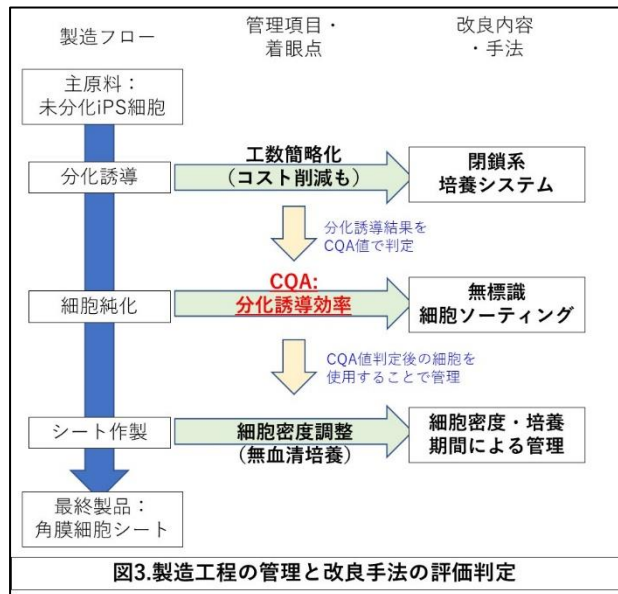 製造フロー
管理項目・
着眼点
改良内容
・手法
主原料：
未分化iPS細胞
分化誘導
工数簡略化
（コスト削減も）
閉鎖系
培養システム
分化誘導結果を
CQA値で判定
細胞純化
CQA:
分化誘導効率
無標識
細胞ソーティング
CQA値判定後の細胞を
使用することで管理
シート作製
細胞密度調整
（無血清培養）
細胞密度・培養
期間による管理
最終製品：
角膜細胞シート
図3.製造工程の管理と改良手法の評価判定